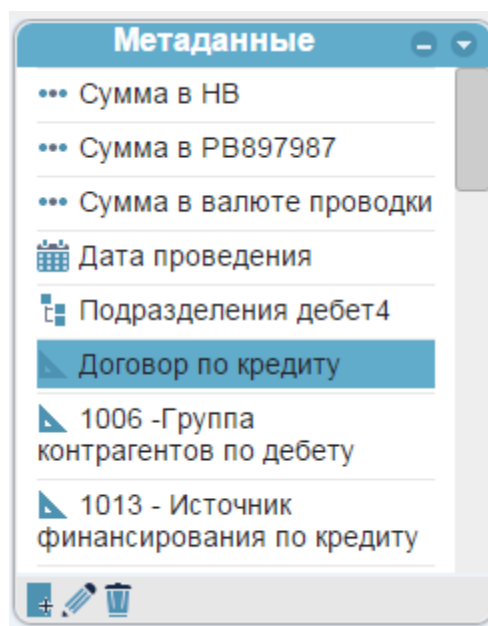 Метаданные
Сумма в НВ
Сумма в РВ897987
Сумма в валюте проводки
Дата проведения
Подразделения дебет4
Договор по кредиту
1006 -Группа
контрагентов по дебету
1013 - Источник
финансирования по кредиту